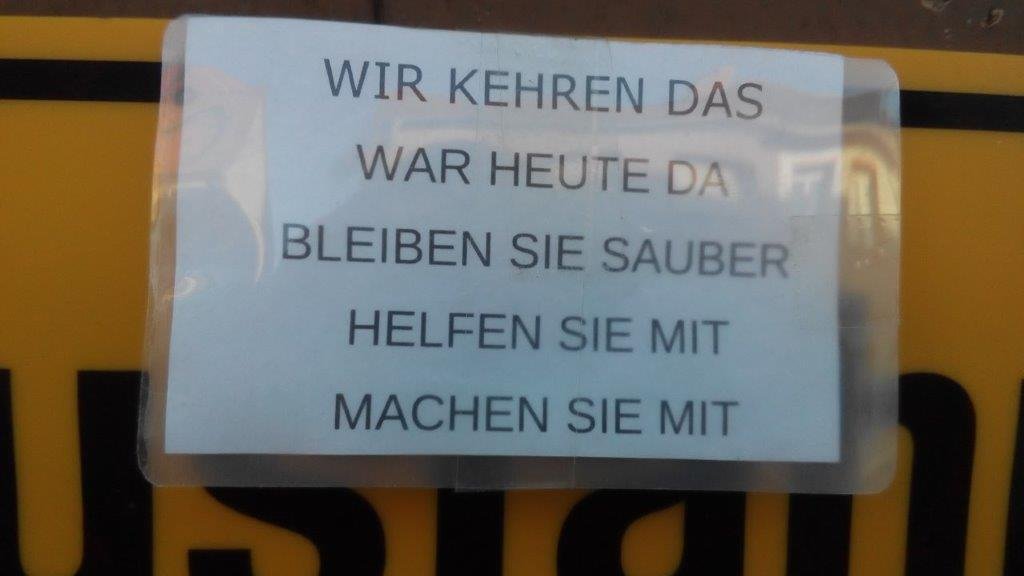 WIR KEHREN DAS
WAR HEUTE DA
BLEIBEN SIE SAUBER
HELFEN SIE MIT
MACHEN SIE MIT